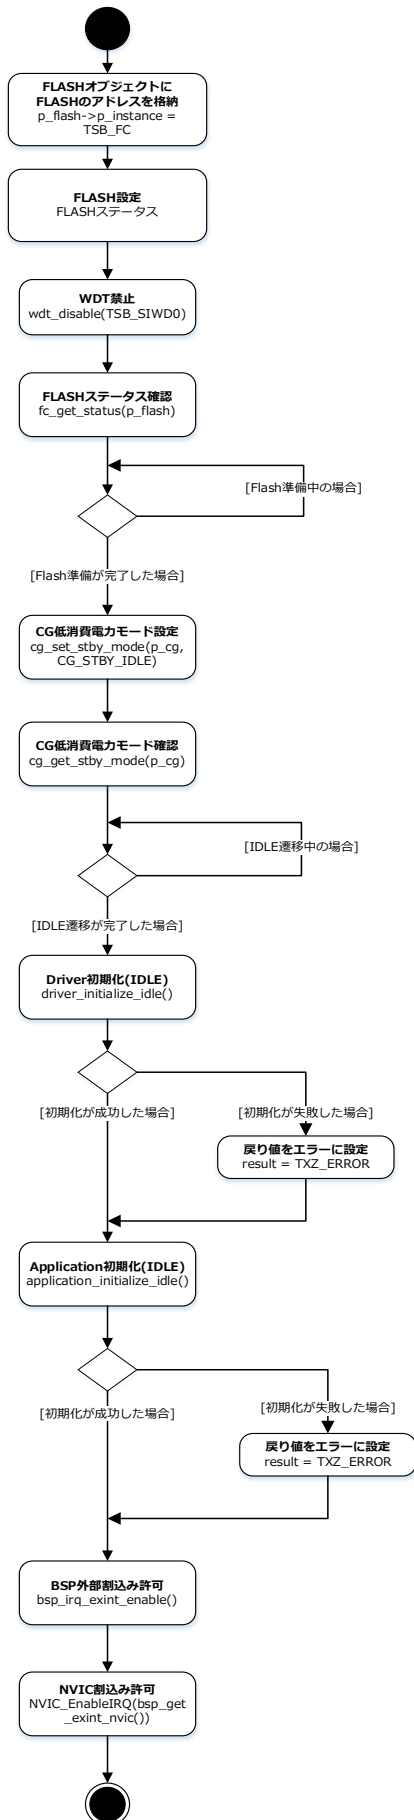 FLASHオブジェクトに
FLASHのアドレスを格納
p_flash->p_instance =
TSB_FC
FLASH設定
FLASHステータス
WDT禁止
wdt_disable(TSB_SIWD0)
FLASHステータス確認
fc_get_status(p_flash)
[Flash準備中の場合]
[Flash準備が完了した場合]
CG低消費電力モード設定
cg_set_stby_mode(p_cg,
CG_STBY_IDLE)
CG低消費電力モード確認
cg_get_stby_mode(p_cg)
[IDLE遷移中の場合]
[IDLE遷移が完了した場合]
Driver初期化(IDLE)
driver_initialize_idle()
[初期化が成功した場合]
[初期化が失敗した場合]
戻り値をエラーに設定
result = TXZ_ERROR
Application初期化(IDLE)
application_initialize_idle()
[初期化が成功した場合]
[初期化が失敗した場合]
戻り値をエラーに設定
result = TXZ_ERROR
BSP外部割込み許可
bsp_irq_exint_enable()
NVIC割込み許可
NVIC_EnableIRQ(bsp_get
_exint_nvic())